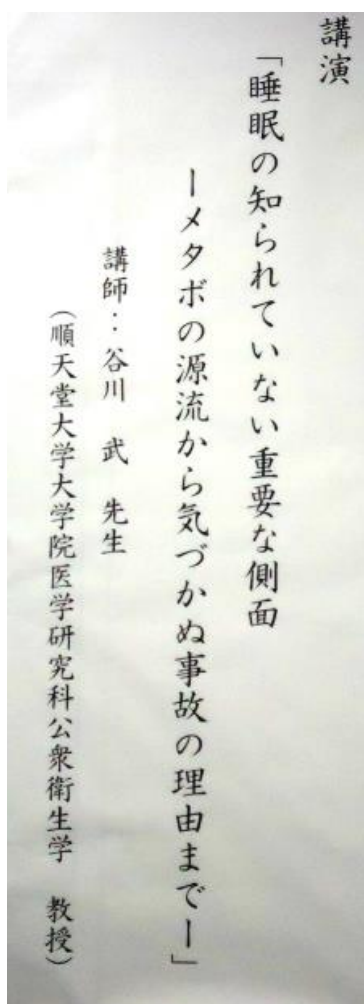 講演
「睡眠の知られていない重要な側面
ーメタボの源流から気づかぬ事故の理由までー」
講師：谷川　武　先生
（順天堂大学大学院医学研究科公衆衛生学　教授）